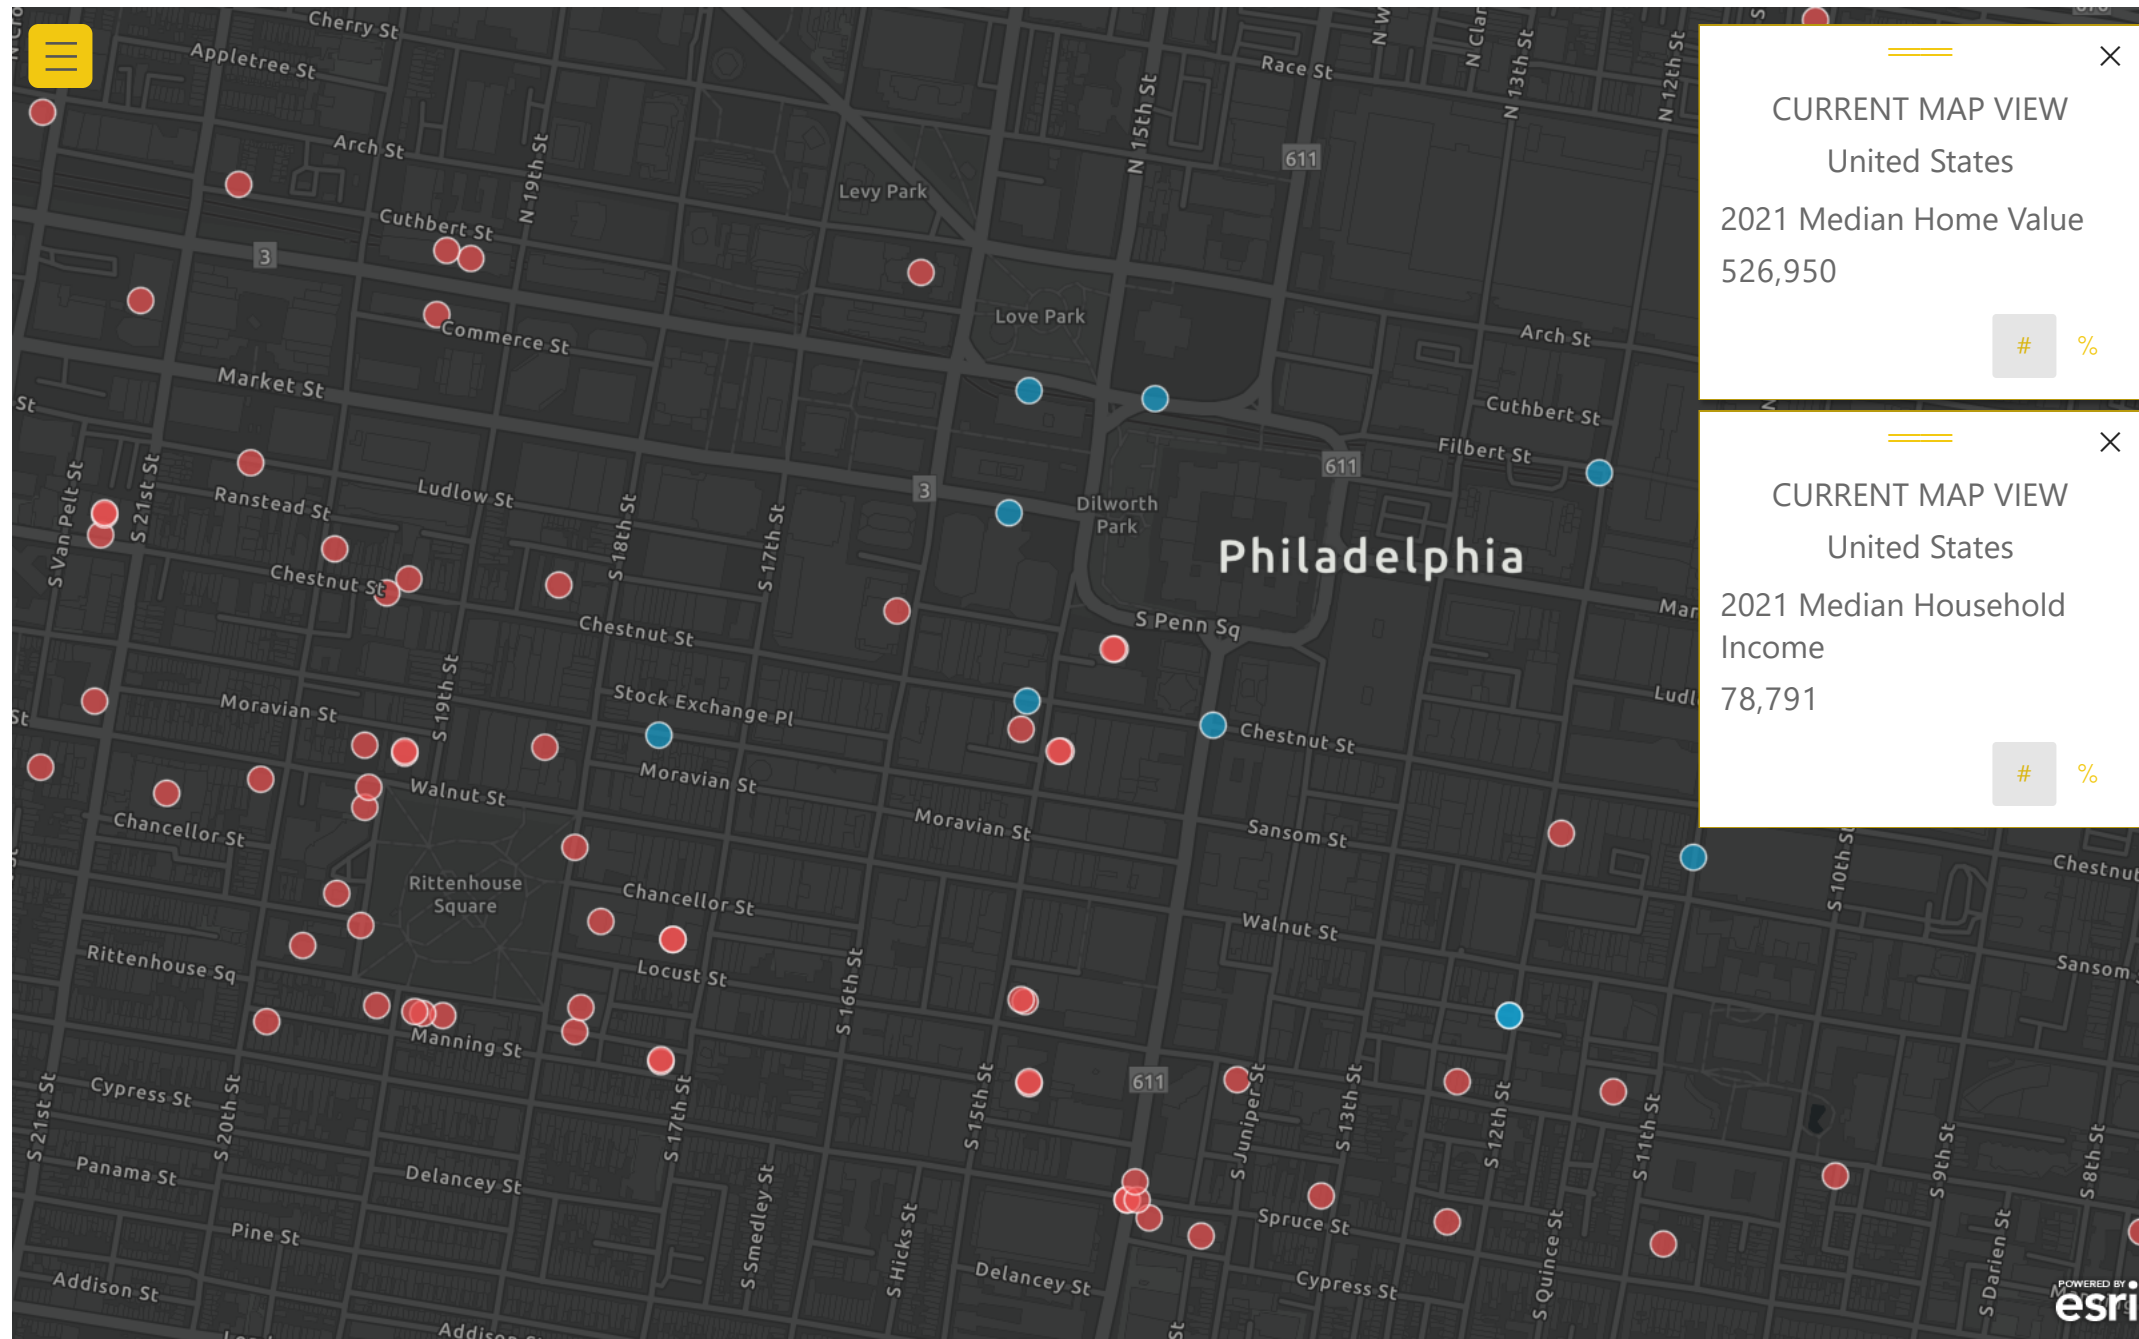 Cherry St
Appletree St
Race St
N 13th St
N 12th St
N 15th St
Arch St
N 19th St
611
Levy Park
Cuthbert St
3
Love Park
Commerce St
Arch St
Market St
St
Cuthbert St
Filbert St
611
3
S Van Pelt St
S 21st St
Ludlow St
Ranstead St
S 18th St
S 17th St
Dilworth
Park
Philadelphia
Chestnut St
Chestnut St
S Penn Sq
S 19th St
Moravian St
Stock Exchange Pl
Chestnut St
St
Moravian St
Walnut St
Chancellor St
Moravian St
Sansom St
S 10th St
Chestnut
Rittenhouse
Square
Chancellor St
Walnut St
Rittenhouse Sq
Locust St
S 16th St
Sansom
Manning St
Cypress St
S 21st St
S 20th St
S 17th St
S 15th St
611
S Juniper St
S 13th St
S 12th St
S 11th St
S 9th St
S 8th St
Panama St
Delancey St
S Smedley St
S Hicks St
Spruce St
S Quince St
S Darien St
Pine St
Addison St
Delancey St
Cypress St
St
CURRENT MAP VIEW
United States
2021 Median Home Value
526,950
# %
CURRENT MAP VIEW
United States
2021 Median Household
Income
78,791
# %
POWERED BY
esri